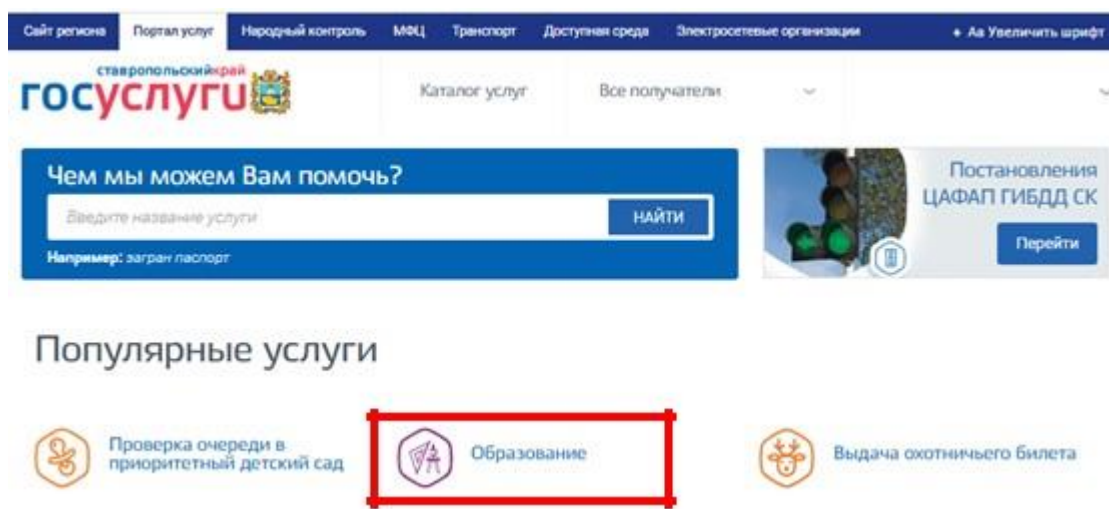 Сайт региона Портал услуг Народный контроль МФЦ Транспорт Доступная среда Электросетевые организации + Аа Увеличить шрифт
ставропольскийкрай
госуслуги
Каталог услуг Все получатели
Чем мы можем Вам помочь?
Введите название услуги НАЙТИ
Например: загран паспорт
Постановления
ЦАФАП ГИБДД СК
Перейти
Популярные услуги
Проверка очереди в
приоритетный детский сад
Образование
Выдача охотничьего билета